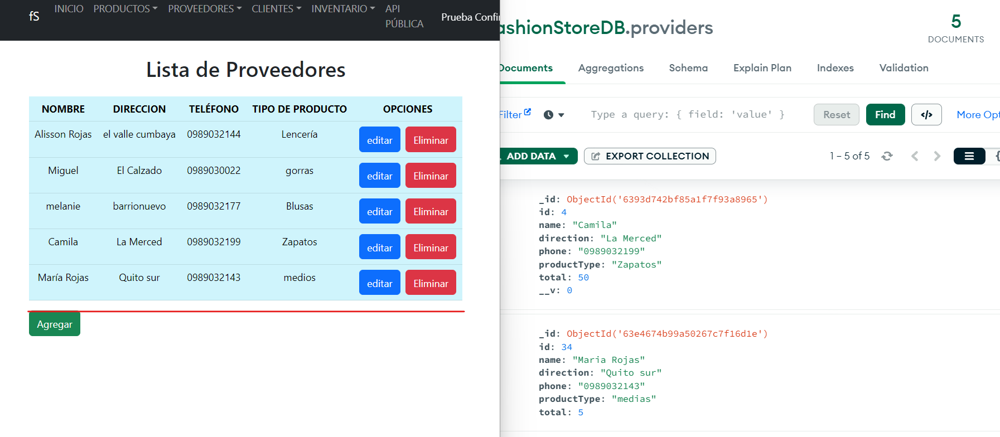 fS INICIO PRODUCTOS PROVEEDORES CLIENTES INVENTARIO API PÚBLICA Prueba Confi
Lista de Proveedores
NOMBRE DIRECCION TELÉFONO TIPO DE PRODUCTO OPCIONES
Alisson Rojas el valle cumbaya 0989032144 Lencería editar Eliminar
Miguel El Calzado 0989030022 gorras editar Eliminar
melanie barrionuevo 0989032177 Blusas editar Eliminar
Camila La Merced 0989032199 Zapatos editar Eliminar
María Rojas Quito sur 0989032143 medios editar Eliminar
Agregar
ashionStoreDB.providers
5
DOCUMENTS
Documents Aggregations Schema Explain Plan Indexes Validation
Filter Type a query: { field: 'value' } Reset Find </> More Opt
ADD DATA EXPORT COLLECTION 1 – 5 of 5 {
_id: ObjectId('6393d742bf85a1f7f93a8965')
id: 4
name: "Camila"
direction: "La Merced"
phone: "0989032199"
productType: "Zapatos"
total: 50
__v: 0
_id: ObjectId('63e4674b99a50267c7f16d1e')
id: 34
name: "Maria Rojas"
direction: "Quito sur"
phone: "0989032143"
productType: "medias"
total: 5